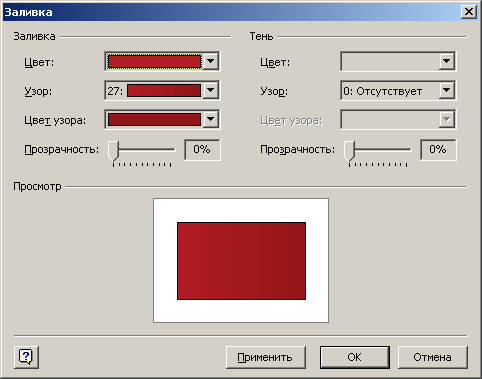 Заливка
Заливка
Тень
Цвет:
Цвет:
Узор:
27:
Узор:
0: Отсутствует
Цвет узора:
Цвет узора:
Прозрачность:
0%
Прозрачность:
0%
Просмотр
?
Применить
OK
Отмена